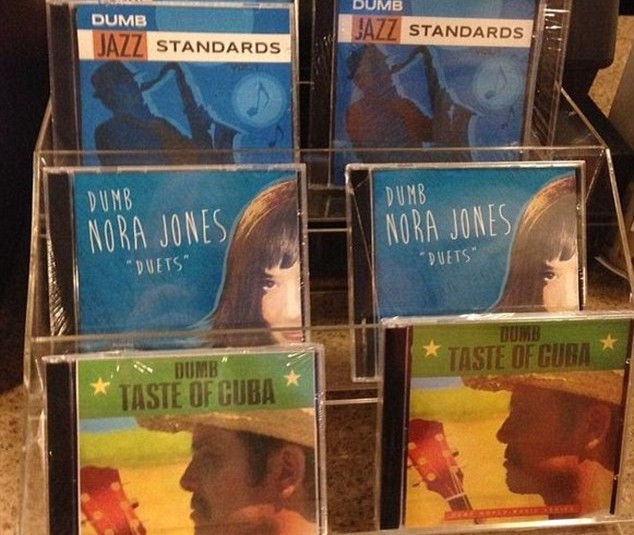 DUMB
JAZZ STANDARDS
DUMB
JAZZ STANDARDS
DUMB
NORA JONES
"DUETS"
DUMB
NORA JONES
"DUETS"
DUMB
TASTE OF CUBA
DUMB
TASTE OF CUBA